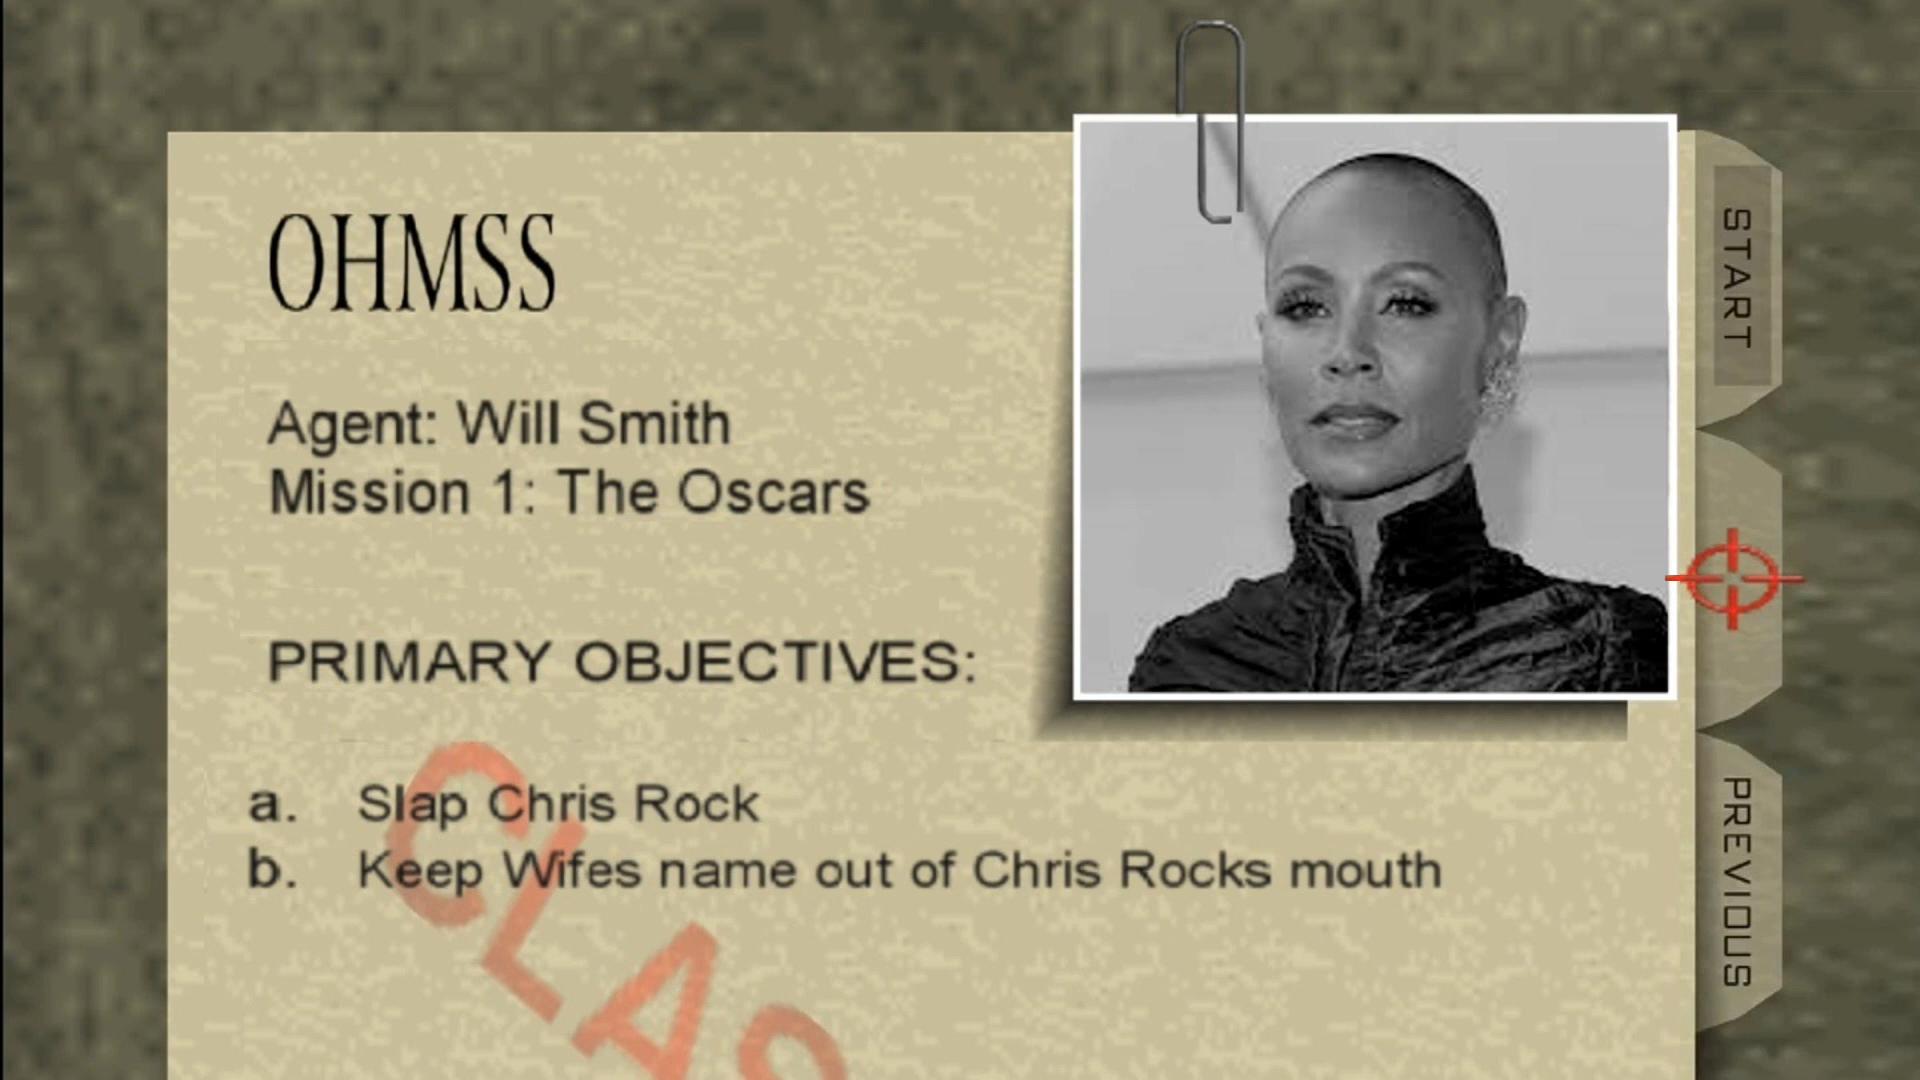 OHMSS
Agent: Will Smith
Mission 1: The Oscars
PRIMARY OBJECTIVES:
a. Slap Chris Rock
b. Keep Wifes name out of Chris Rocks mouth
CLAS
START
PREVIOUS